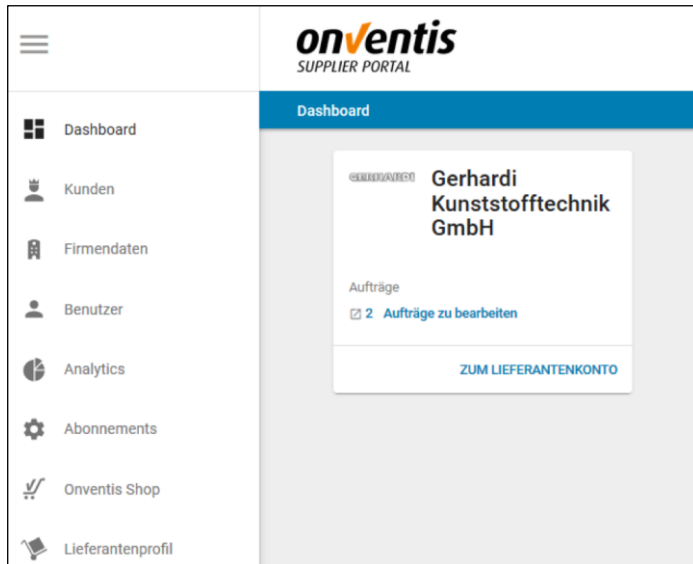 onventis
SUPPLIER PORTAL
Dashboard
Dashboard
Kunden
Firmendaten
Benutzer
Analytics
Abonnements
Onventis Shop
Lieferantenprofil
GERHARDI
Gerhardi
Kunststofftechnik
GmbH
Aufträge
2 Aufträge zu bearbeiten
ZUM LIEFERANTENKONTO